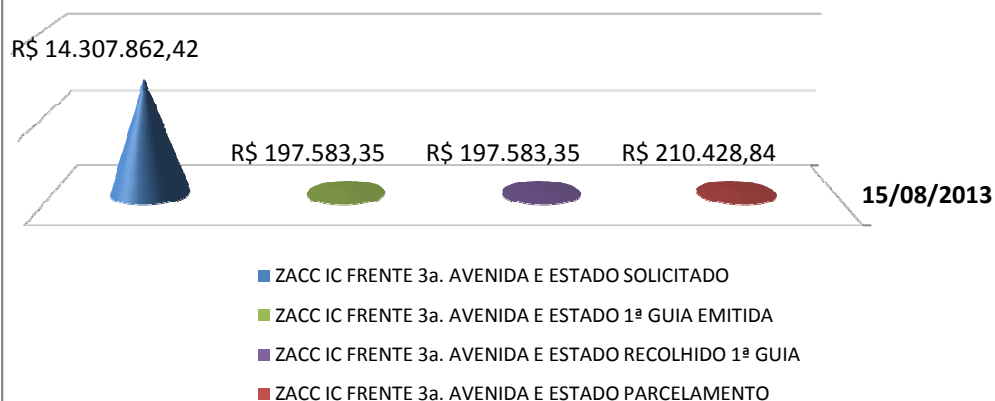 R$ 14.307.862,42
R$ 197.583,35 R$ 197.583,35 R$ 210.428,84
15/08/2013
ZACC IC FRENTE 3a. AVENIDA E ESTADO SOLICITADO
ZACC IC FRENTE 3a. AVENIDA E ESTADO 1ª GUIA EMITIDA
ZACC IC FRENTE 3a. AVENIDA E ESTADO RECOLHIDO 1ª GUIA
ZACC IC FRENTE 3a. AVENIDA E ESTADO PARCELAMENTO